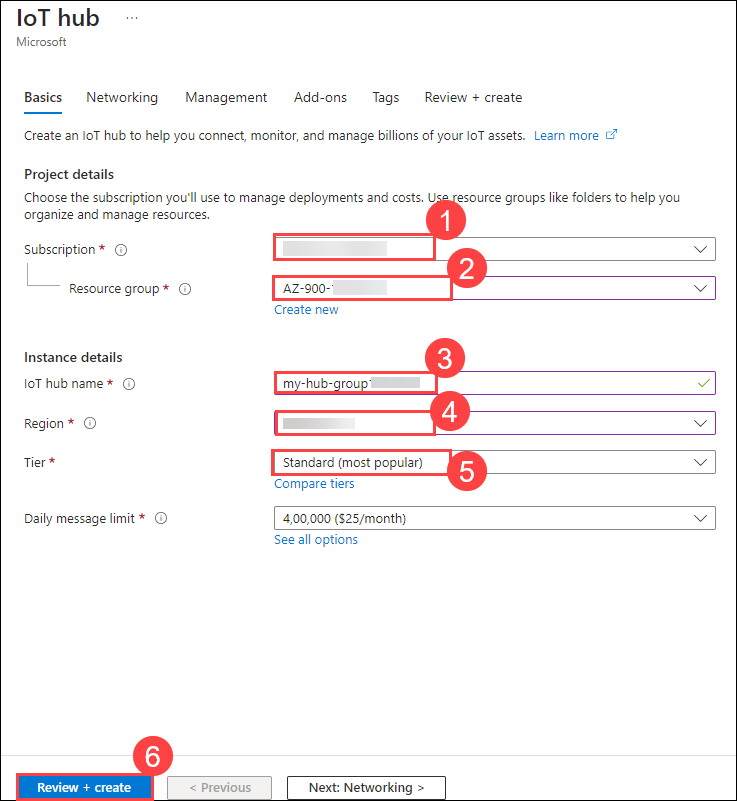 IoT hub ...
Microsoft
Basics Networking Management Add-ons Tags Review + create
Create an IoT hub to help you connect, monitor, and manage billions of your IoT assets. Learn more
Project details
Choose the subscription you'll use to manage deployments and costs. Use resource groups like folders to help you
organize and manage resources.
1
Subscription *
2
Resource group * AZ-900-
Create new
Instance details
3
IoT hub name * my-hub-group
4
Region *
Tier * Standard (most popular)
5
Compare tiers
Daily message limit * 4,00,000 ($25/month)
See all options
6
Review + create < Previous Next: Networking >